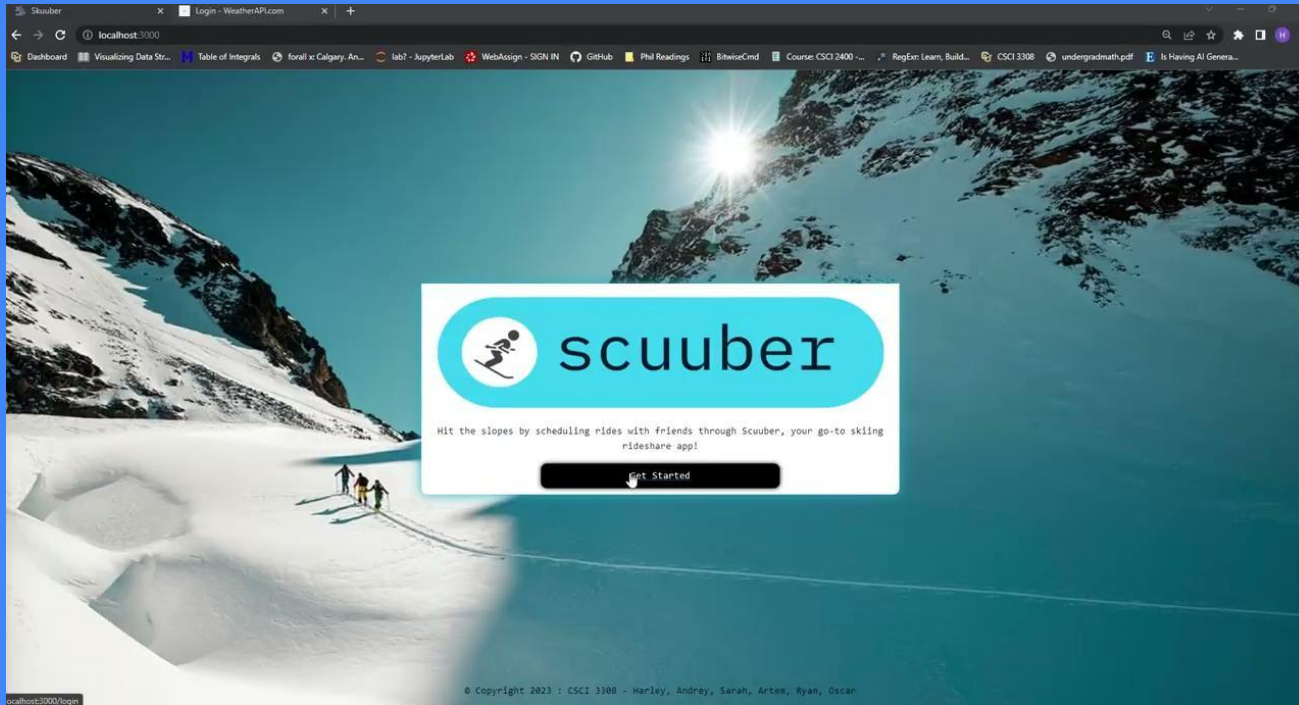 Skuuber
Login - WeatherAPI.com
localhost:3000
Dashboard
Visualizing Data Str...
Table of Integrals
forall x: Calgary. An...
lab? - JupyterLab
WebAssign - SIGN IN
GitHub
Phil Readings
BitwiseCmd
Course: CSCI 2400 -...
RegExr: Learn, Build...
CSCI 3308
undergradmath.pdf
Is Having AI Genera...
H
scuuber
Hit the slopes by scheduling rides with friends through Scuuber, your go-to skiing
rideshare app!
Get Started
© Copyright 2023 : CSCI 3308 - Harley, Andrey, Sarah, Artem, Ryan, Oscar
ocalhost:3000/login